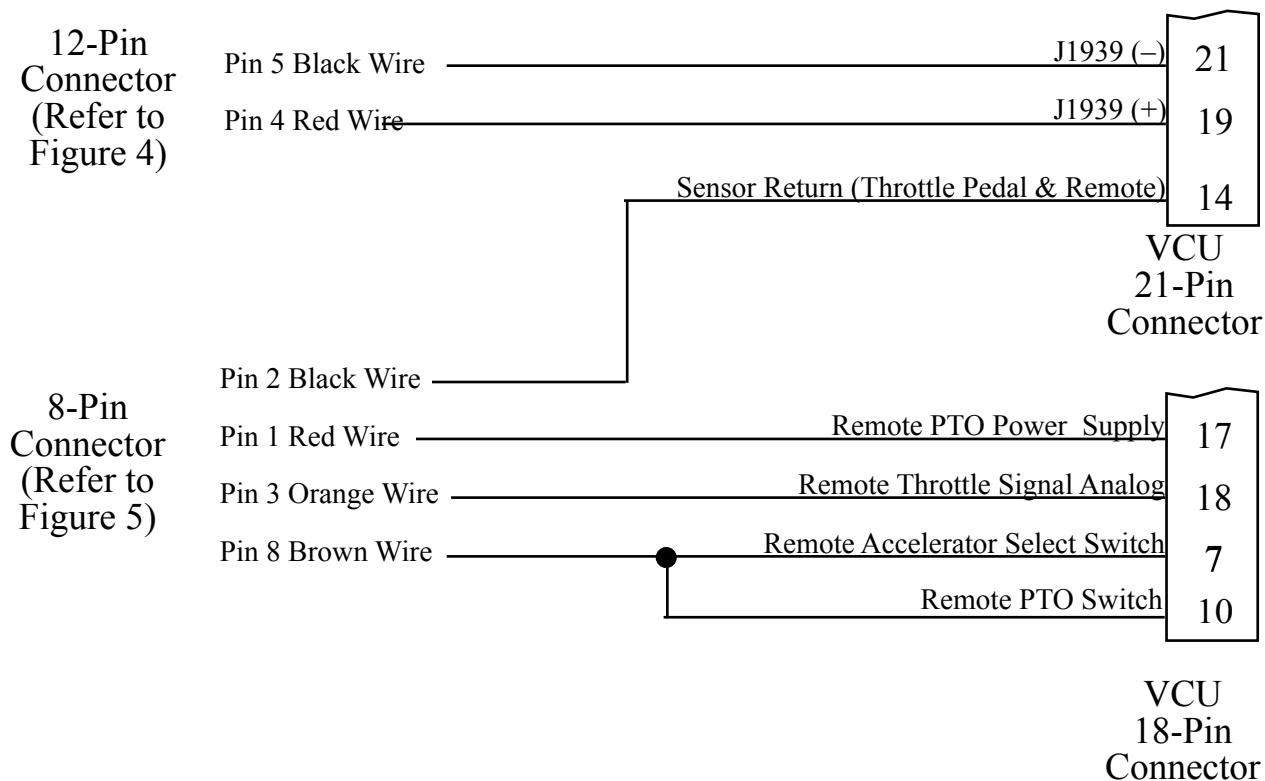 12-Pin
Connector
(Refer to
Figure 4)
Pin 5 Black Wire
J1939 (–)
21
Pin 4 Red Wire
J1939 (+)
19
Sensor Return (Throttle Pedal & Remote)
14
VCU
21-Pin
Connector
8-Pin
Connector
(Refer to
Figure 5)
Pin 2 Black Wire
Pin 1 Red Wire
Remote PTO Power Supply
17
Pin 3 Orange Wire
Remote Throttle Signal Analog
18
Pin 8 Brown Wire
Remote Accelerator Select Switch
7
Remote PTO Switch
10
VCU
18-Pin
Connector